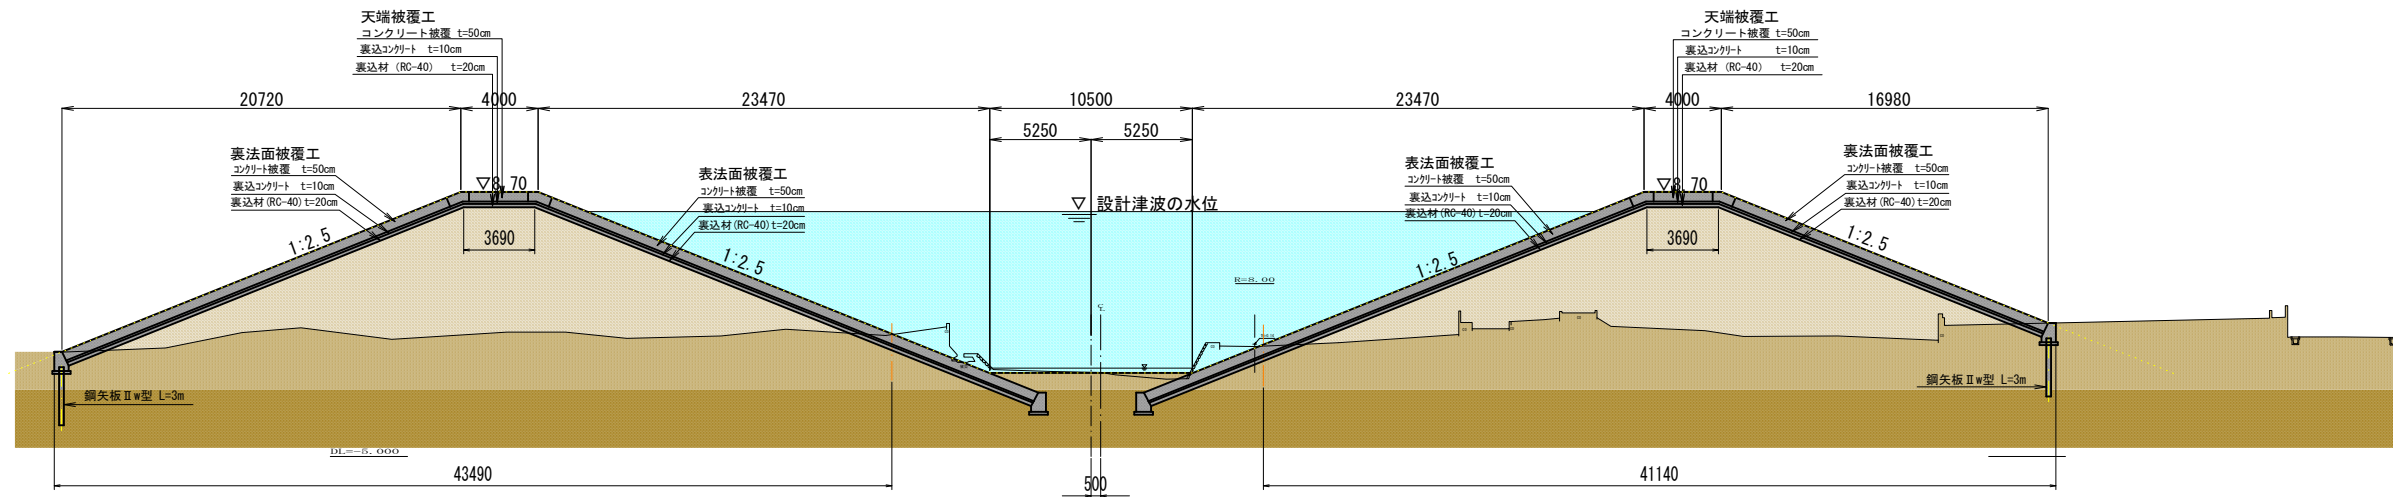 天端被覆工
コンクリート被覆 t=50cm
裏込コンクリート t=10cm
裏込材 (RC-40) t=20cm
天端被覆工
コンクリート被覆 t=50cm
裏込コンクリート t=10cm
裏込材 (RC-40) t=20cm
20720
4000
23470
10500
23470
4000
16980
5250
5250
裏法面被覆工
コンクリート被覆 t=50cm
裏込コンクリート t=10cm
裏込材(RC-40)t=20cm
▽8.70
表法面被覆工
コンクリート被覆 t=50cm
裏込コンクリート t=10cm
裏込材(RC-40)t=20cm
▽ 設計津波の水位
表法面被覆工
コンクリート被覆 t=50cm
裏込コンクリート t=10cm
裏込材(RC-40)t=20cm
▽8.70
裏法面被覆工
コンクリート被覆 t=50cm
裏込コンクリート t=10cm
裏込材(RC-40)t=20cm
1:2.5
3690
1:2.5
1:2.5
3690
1:2.5
R=8.00
鋼矢板Ⅱw型 L=3m
鋼矢板Ⅱw型 L=3m
DL=-5.000
43490
500
41140